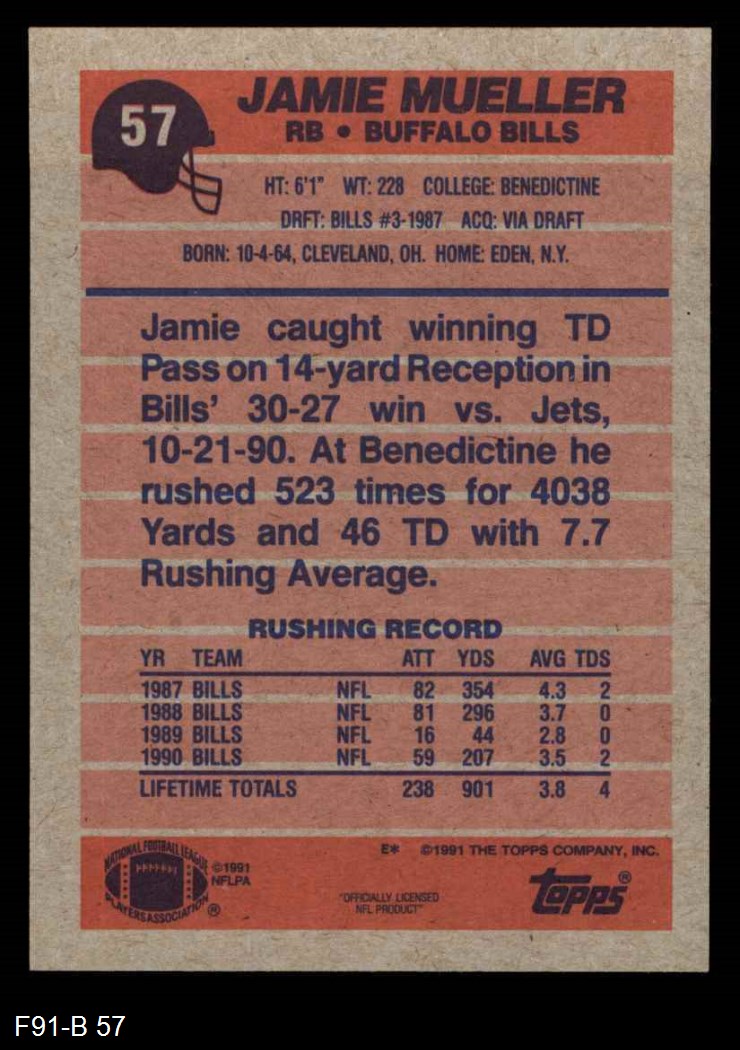 57
JAMIE MUELLER
RB • BUFFALO BILLS
HT: 6'1" WT: 228 COLLEGE: BENEDICTINE
DRFT: BILLS #3-1987 ACQ: VIA DRAFT
BORN: 10-4-64, CLEVELAND, OH. HOME: EDEN, N.Y.
Jamie caught winning TD
Pass on 14-yard Reception in
Bills' 30-27 win vs. Jets,
10-21-90. At Benedictine he
rushed 523 times for 4038
Yards and 46 TD with 7.7
Rushing Average.
RUSHING RECORD
YR TEAM ATT YDS AVG TDS
1987 BILLS NFL 82 354 4.3 2
1988 BILLS NFL 81 296 3.7 0
1989 BILLS NFL 16 44 2.8 0
1990 BILLS NFL 59 207 3.5 2
LIFETIME TOTALS 238 901 3.8 4
E* ©1991 THE TOPPS COMPANY, INC.
NATIONAL FOOTBALL LEAGUE
PLAYERS ASSOCIATION ®
©1991
NFLPA
"OFFICIALLY LICENSED
NFL PRODUCT"
TOPPS ®
F91-B 57